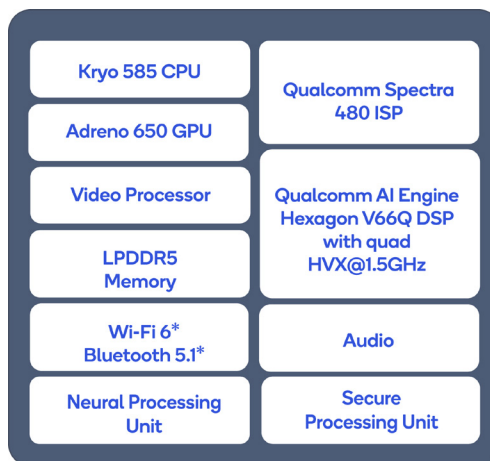 Kryo 585 CPU
Adreno 650 GPU
Video Processor
LPDDR5
Memory
Wi-Fi 6*
Bluetooth 5.1*
Neural Processing
Unit
Qualcomm Spectra
480 ISP
Qualcomm AI Engine
Hexagon V66Q DSP
with quad
HVX@1.5GHz
Audio
Secure
Processing Unit